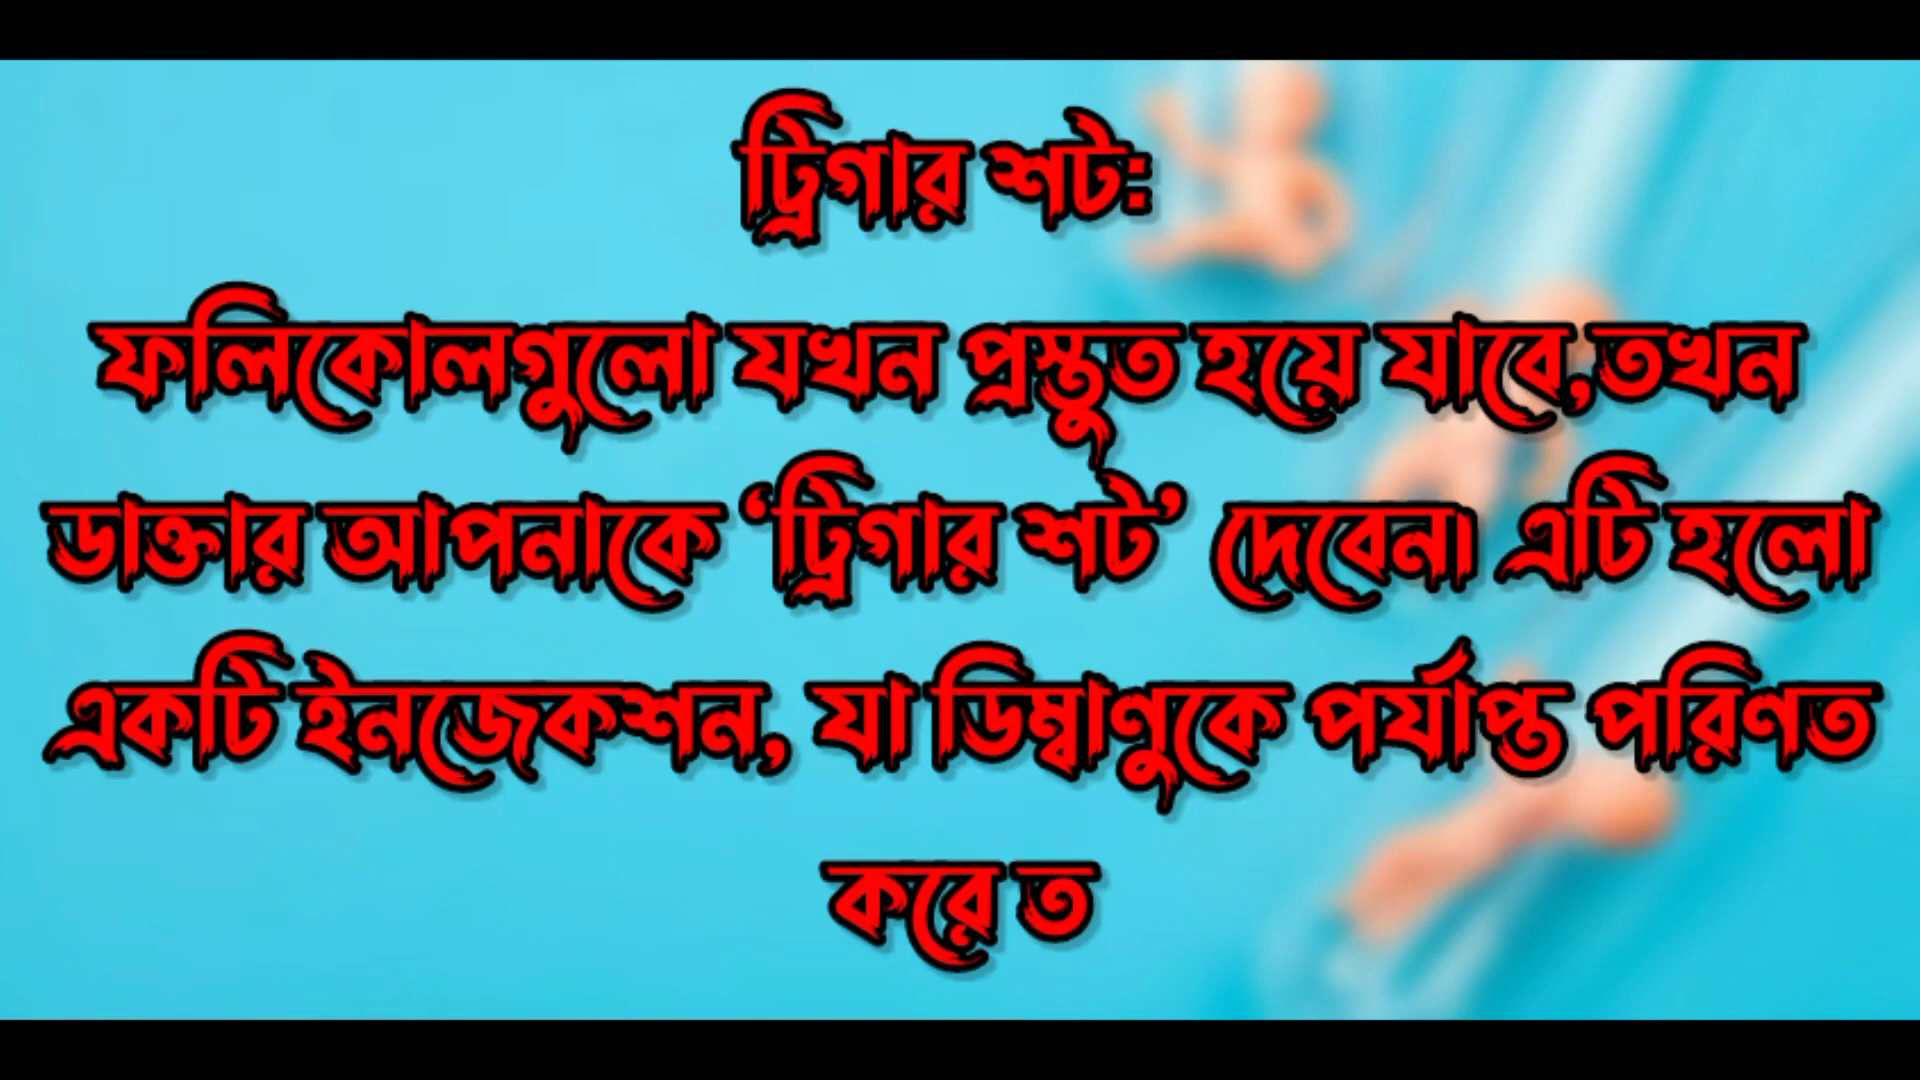 ট্রিগার শট:
ফলিকোলগুলো যখন প্রস্তুত হয়ে যাবে,তখন
ডাক্তার আপনাকে ‘ট্রিগার শট’ দেবেন। এটি হলো
একটি ইনজেকশন, যা ডিম্বাণুকে পর্যাপ্ত পরিণত
করে ত